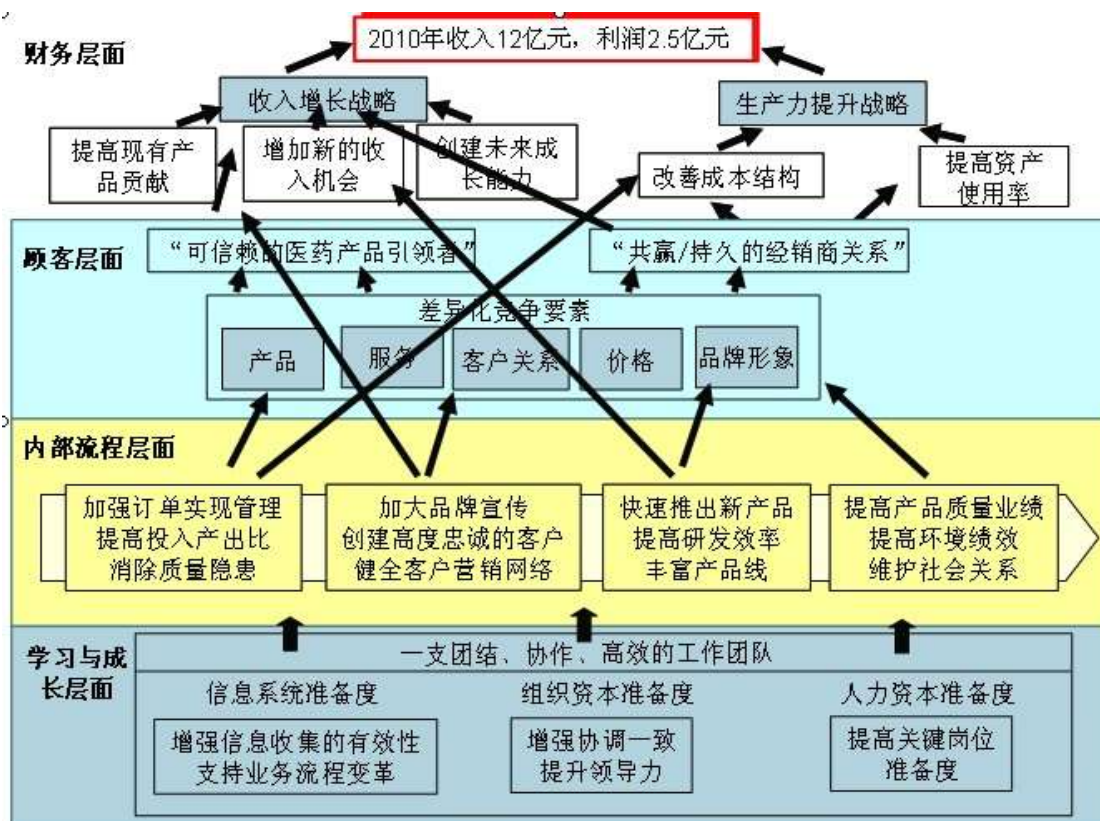 2010年收入12亿元，利润2.5亿元
财务层面
收入增长战略
生产力提升战略
提高现有产
品贡献
增加新的收
入机会
创建未来成
长能力
改善成本结构
提高资产
使用率
顾客层面
“可信赖的医药产品引领者”
“共赢/持久的经销商关系”
差异化竞争要素
产品
服务
客户关系
价格
品牌形象
内部流程层面
加强订单实现管理
提高投入产出比
消除质量隐患
加大品牌宣传
创建高度忠诚的客户
健全客户营销网络
快速推出新产品
提高研发效率
丰富产品线
提高产品质量业绩
提高环境绩效
维护社会关系
学习与成
长层面
一支团结、协作、高效的工作团队
信息系统准备度
组织资本准备度
人力资本准备度
增强信息收集的有效性
支持业务流程变革
增强协调一致
提升领导力
提高关键岗位
准备度